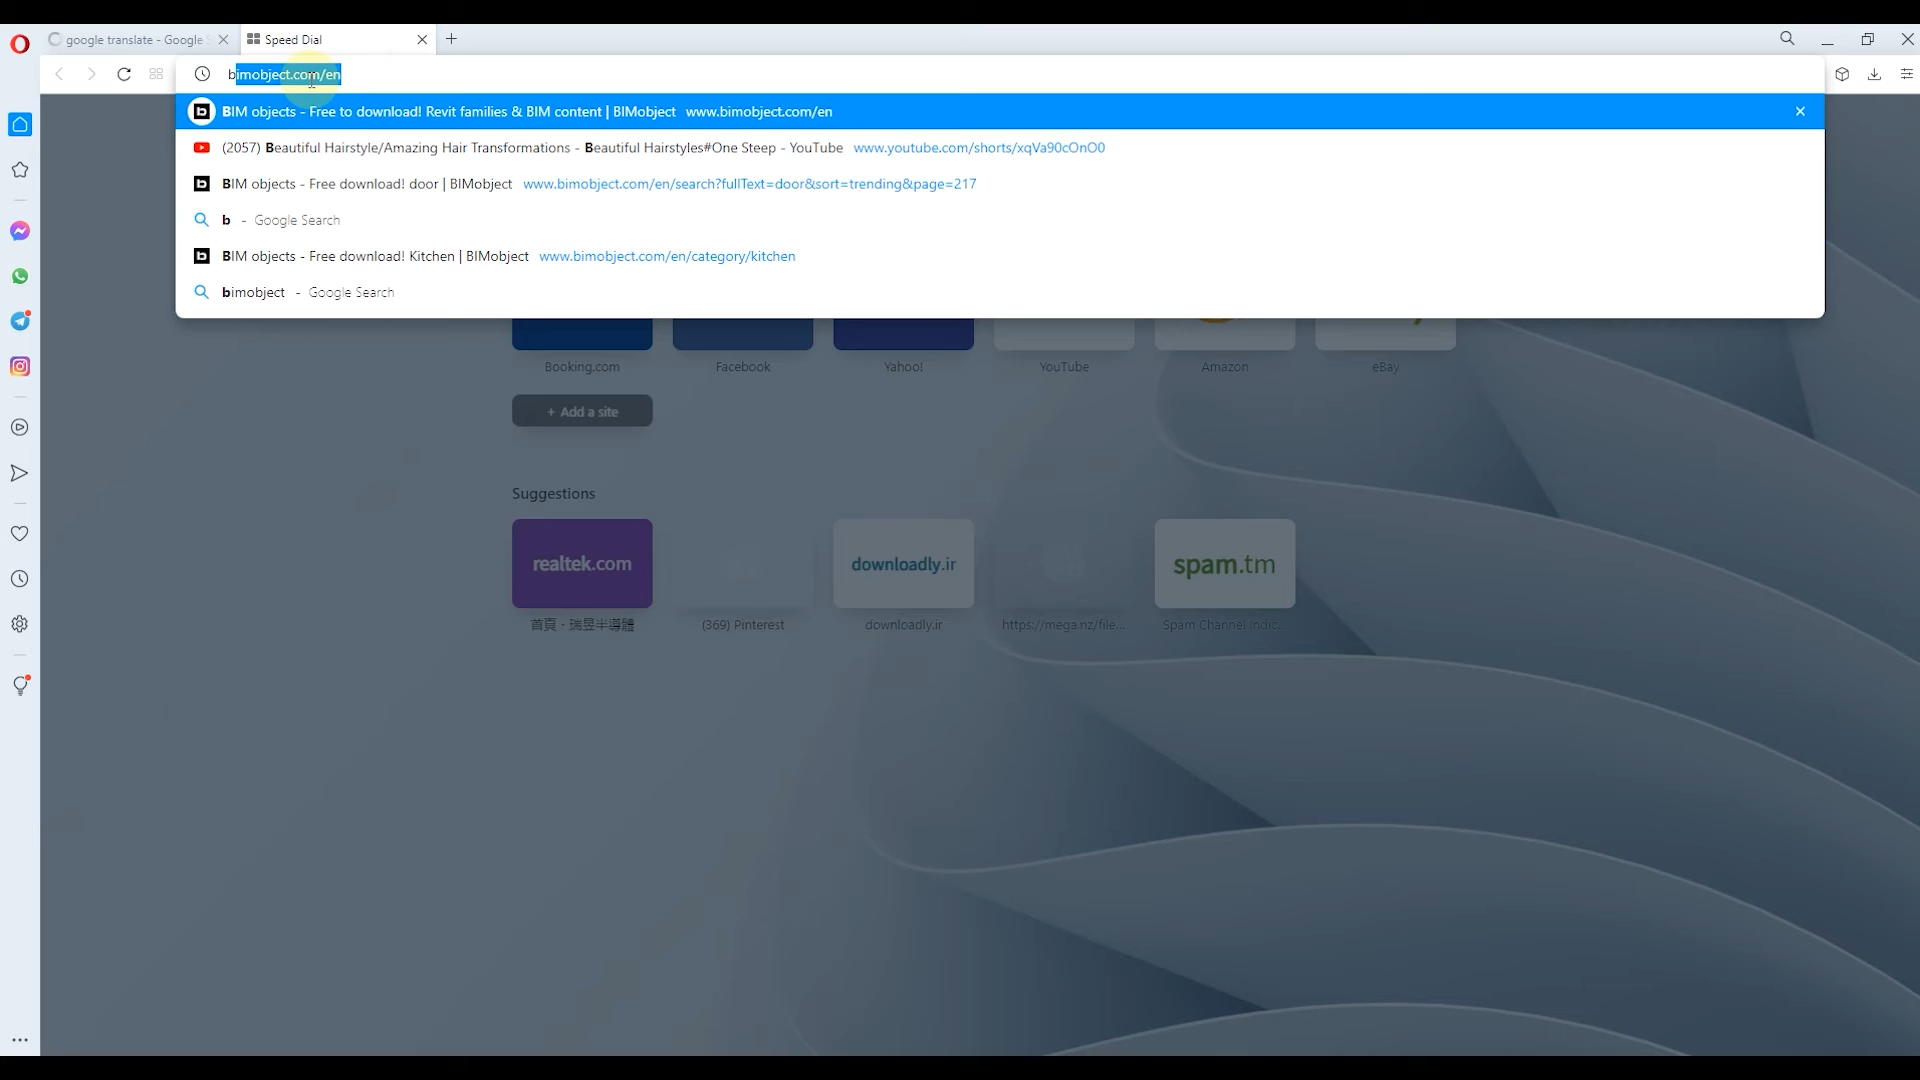 google translate - Google S
Speed Dial
bimobject.com/en
BIM objects - Free to download! Revit families & BIM content | BIMobject www.bimobject.com/en
(2057) Beautiful Hairstyle/Amazing Hair Transformations - Beautiful Hairstyles#One Steep - YouTube www.youtube.com/shorts/xqVa90cOnO0
BIM objects - Free download! door | BIMobject www.bimobject.com/en/search?fullText=door&sort=trending&page=217
b - Google Search
BIM objects - Free download! Kitchen | BIMobject www.bimobject.com/en/category/kitchen
bimobject - Google Search
Booking.com Facebook Yahoo! YouTube Amazon eBay
+ Add a site
Suggestions
realtek.com downloadly.ir spam.tm
首頁 - 瑞昱半導體 (369) Pinterest downloadly.ir https://mega.nz/file... Spam Channel Indic...